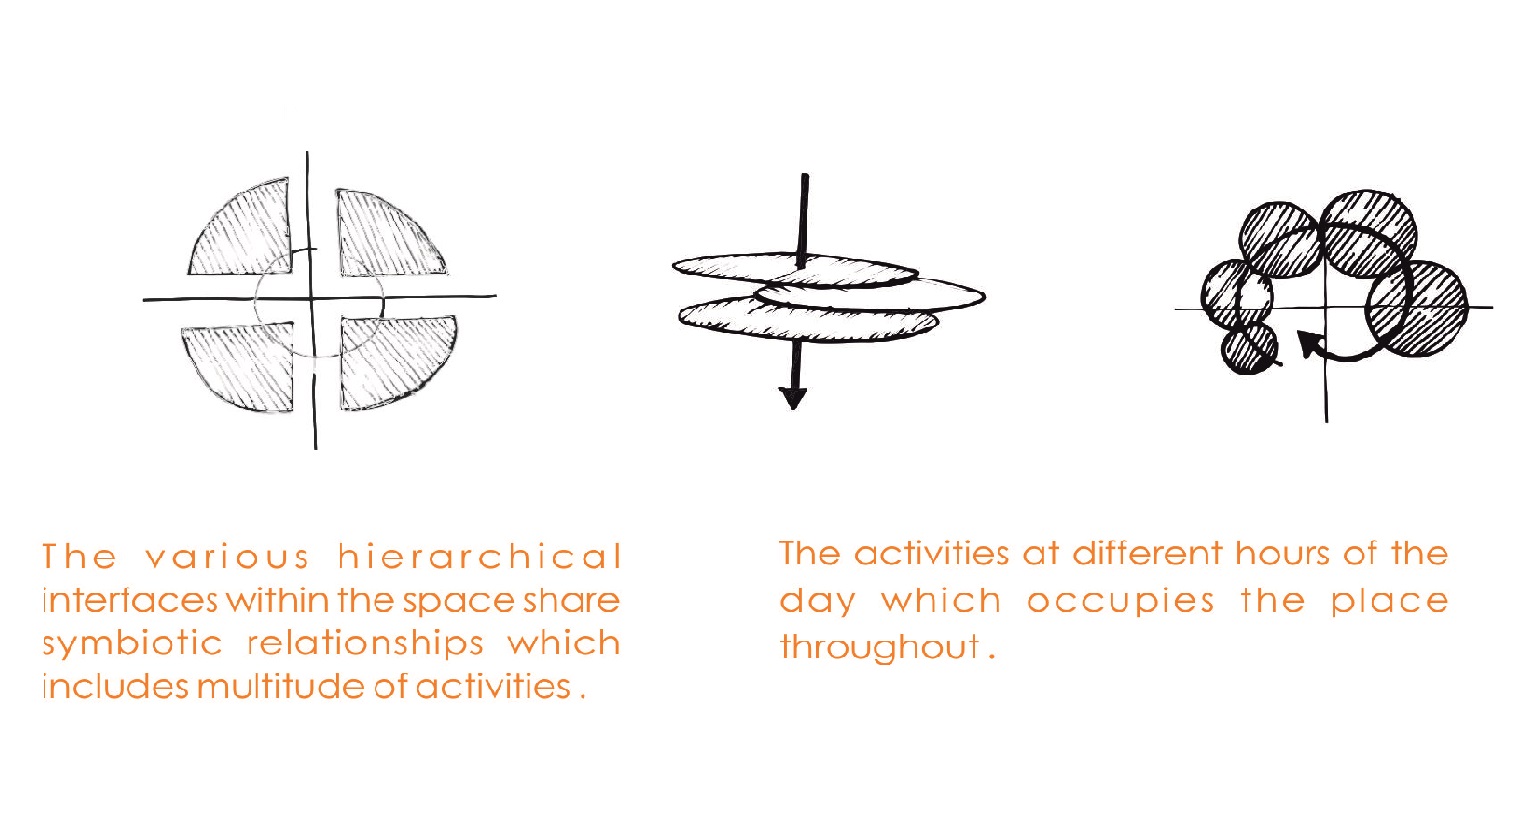 The various hierarchical
interfaces within the space share
symbiotic relationships which
includes multitude of activities .
The activities at different hours of the
day which occupies the place
throughout .